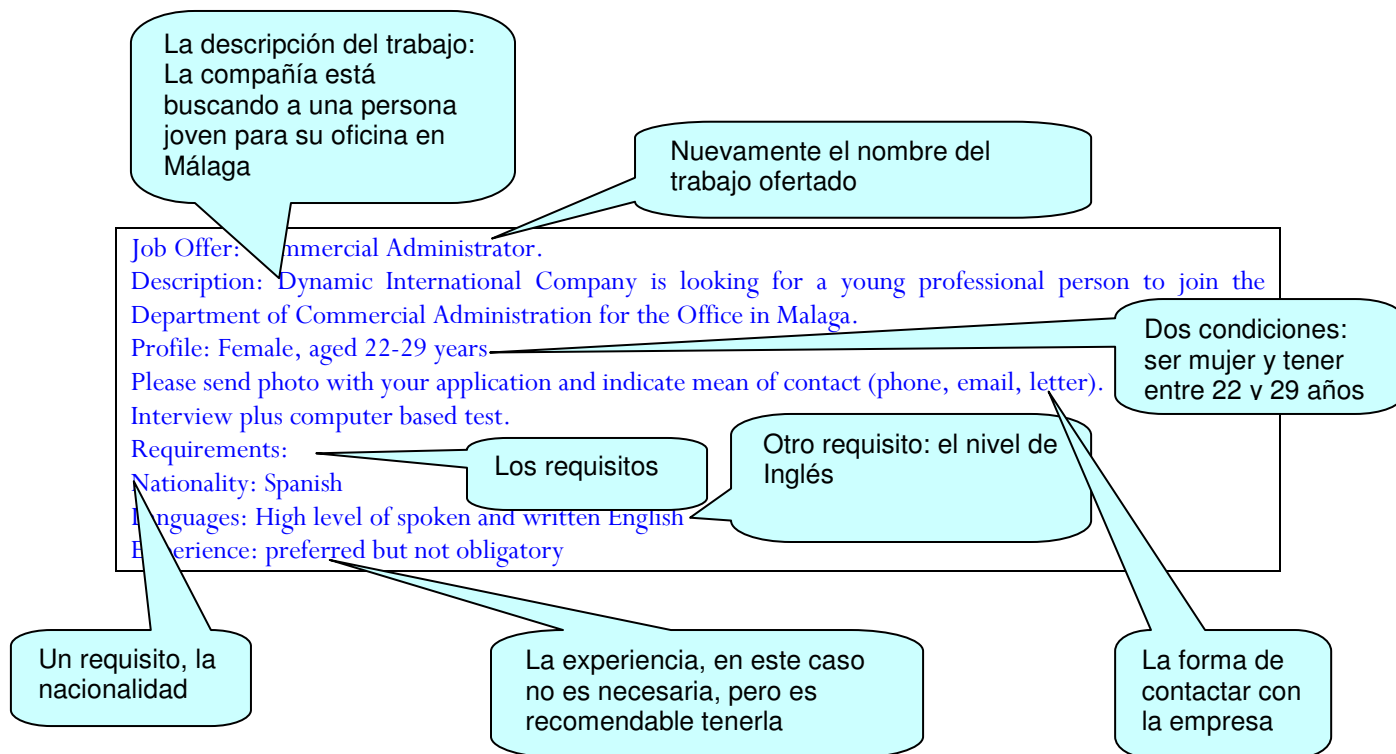 La descripción del trabajo:
La compañía está
buscando a una persona
joven para su oficina en
Málaga
Nuevamente el nombre del
trabajo ofertado
Job Offer: mmercial Administrator.
Description: Dynamic International Company is looking for a young professional person to join the
Department of Commercial Administration for the Office in Malaga.
Profile: Female, aged 22-29 years
Please send photo with your application and indicate mean of contact (phone, email, letter).
Interview plus computer based test.
Requirements:
Nationality: Spanish
Languages: High level of spoken and written English
Experience: preferred but not obligatory
Dos condiciones:
ser mujer y tener
entre 22 y 29 años
Los requisitos
Otro requisito: el nivel de
Inglés
Un requisito, la
nacionalidad
La experiencia, en este caso
no es necesaria, pero es
recomendable tenerla
La forma de
contactar con
la empresa